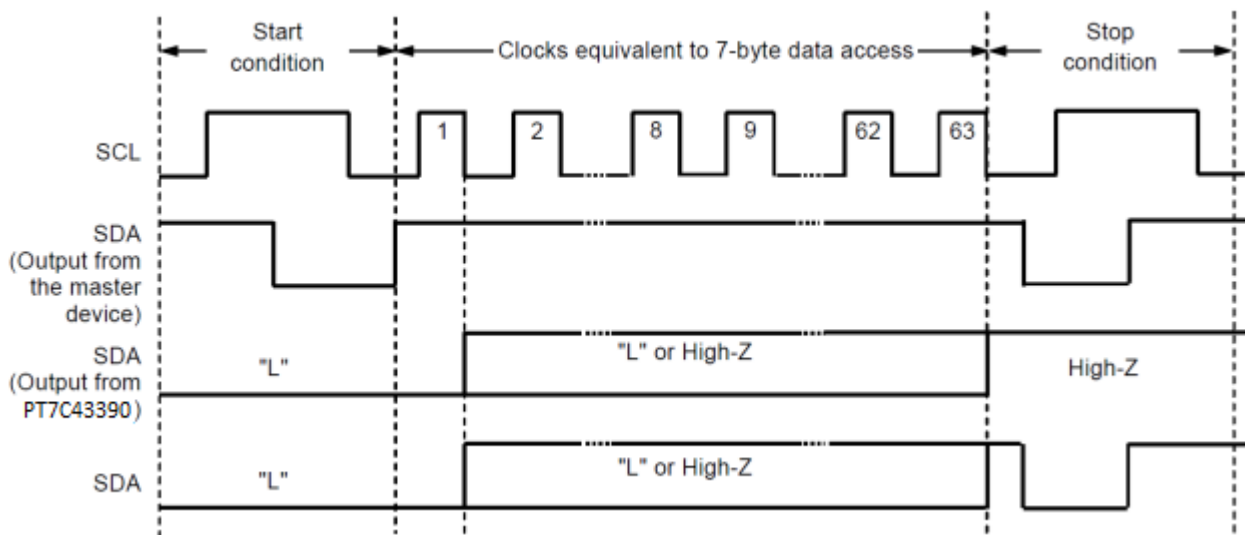 Start
condition
Clocks equivalent to 7-byte data access
Stop
condition
SCL
1 2 8 9 62 63
SDA
(Output from
the master
device)
SDA
(Output from
PT7C43390)
"L"
"L" or High-Z
High-Z
SDA
"L"
"L" or High-Z